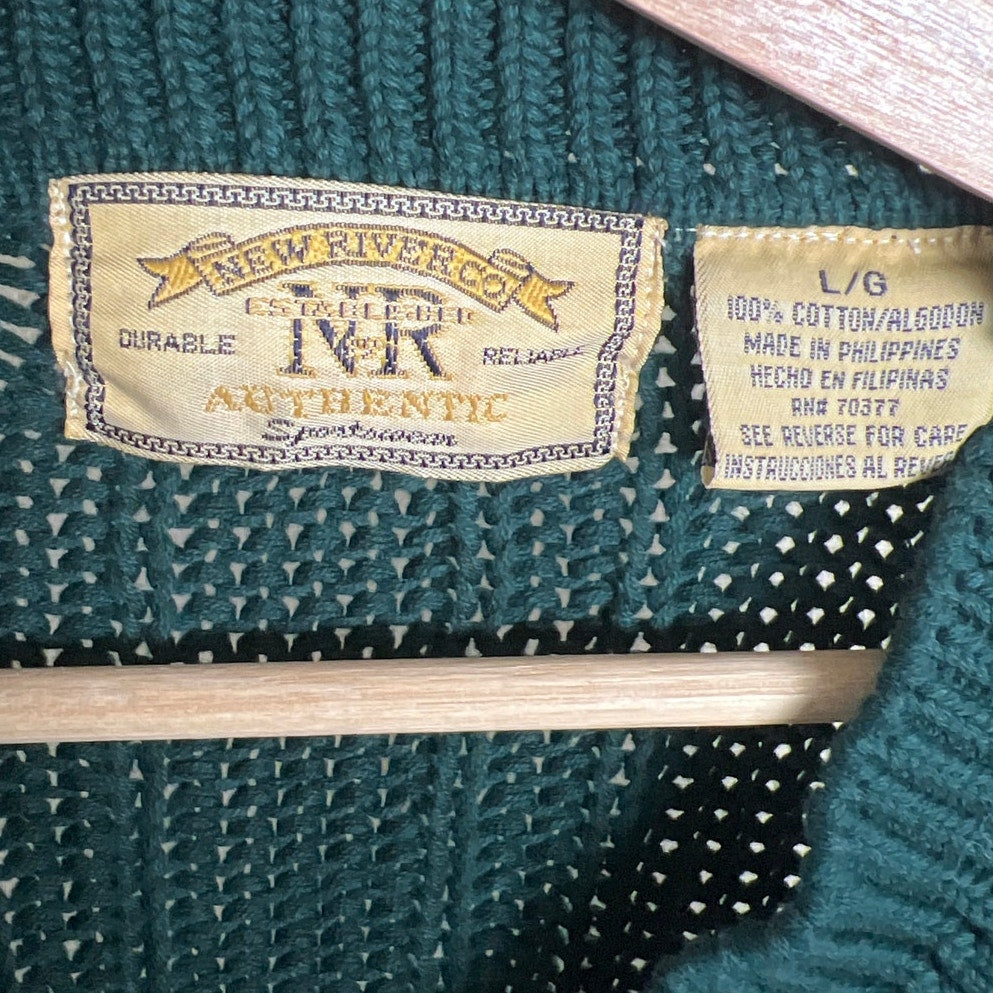 NEW RIVER CO
ESTABLISHED
DURABLE NR RELIABLE
AUTHENTIC
Sportswear
L/G
100% COTTON/ALGODON
MADE IN PHILIPPINES
HECHO EN FILIPINAS
RN# 70377
SEE REVERSE FOR CARE
INSTRUCCIONES AL REVE